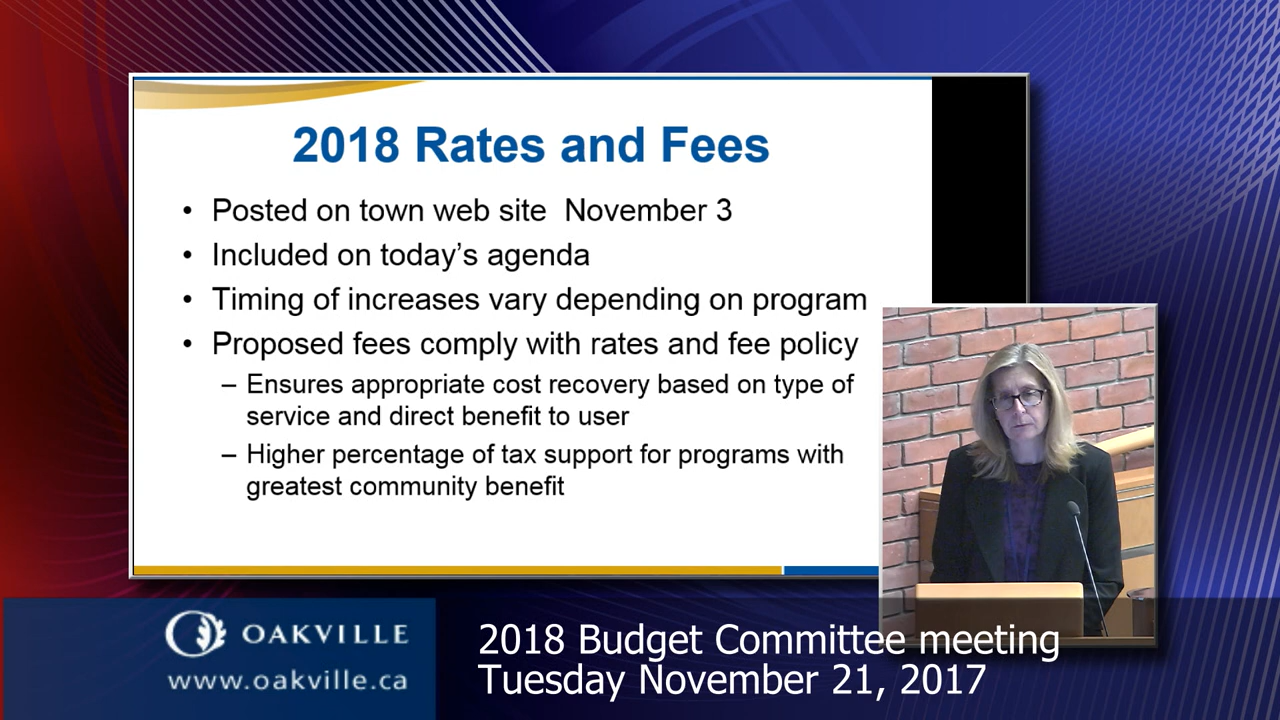 2018 Rates and Fees
• Posted on town web site  November 3
• Included on today's agenda
• Timing of increases vary depending on program
• Proposed fees comply with rates and fee policy
– Ensures appropriate cost recovery based on type of
service and direct benefit to user
– Higher percentage of tax support for programs with
greatest community benefit
OAKVILLE
www.oakville.ca
2018 Budget Committee meeting
Tuesday November 21, 2017